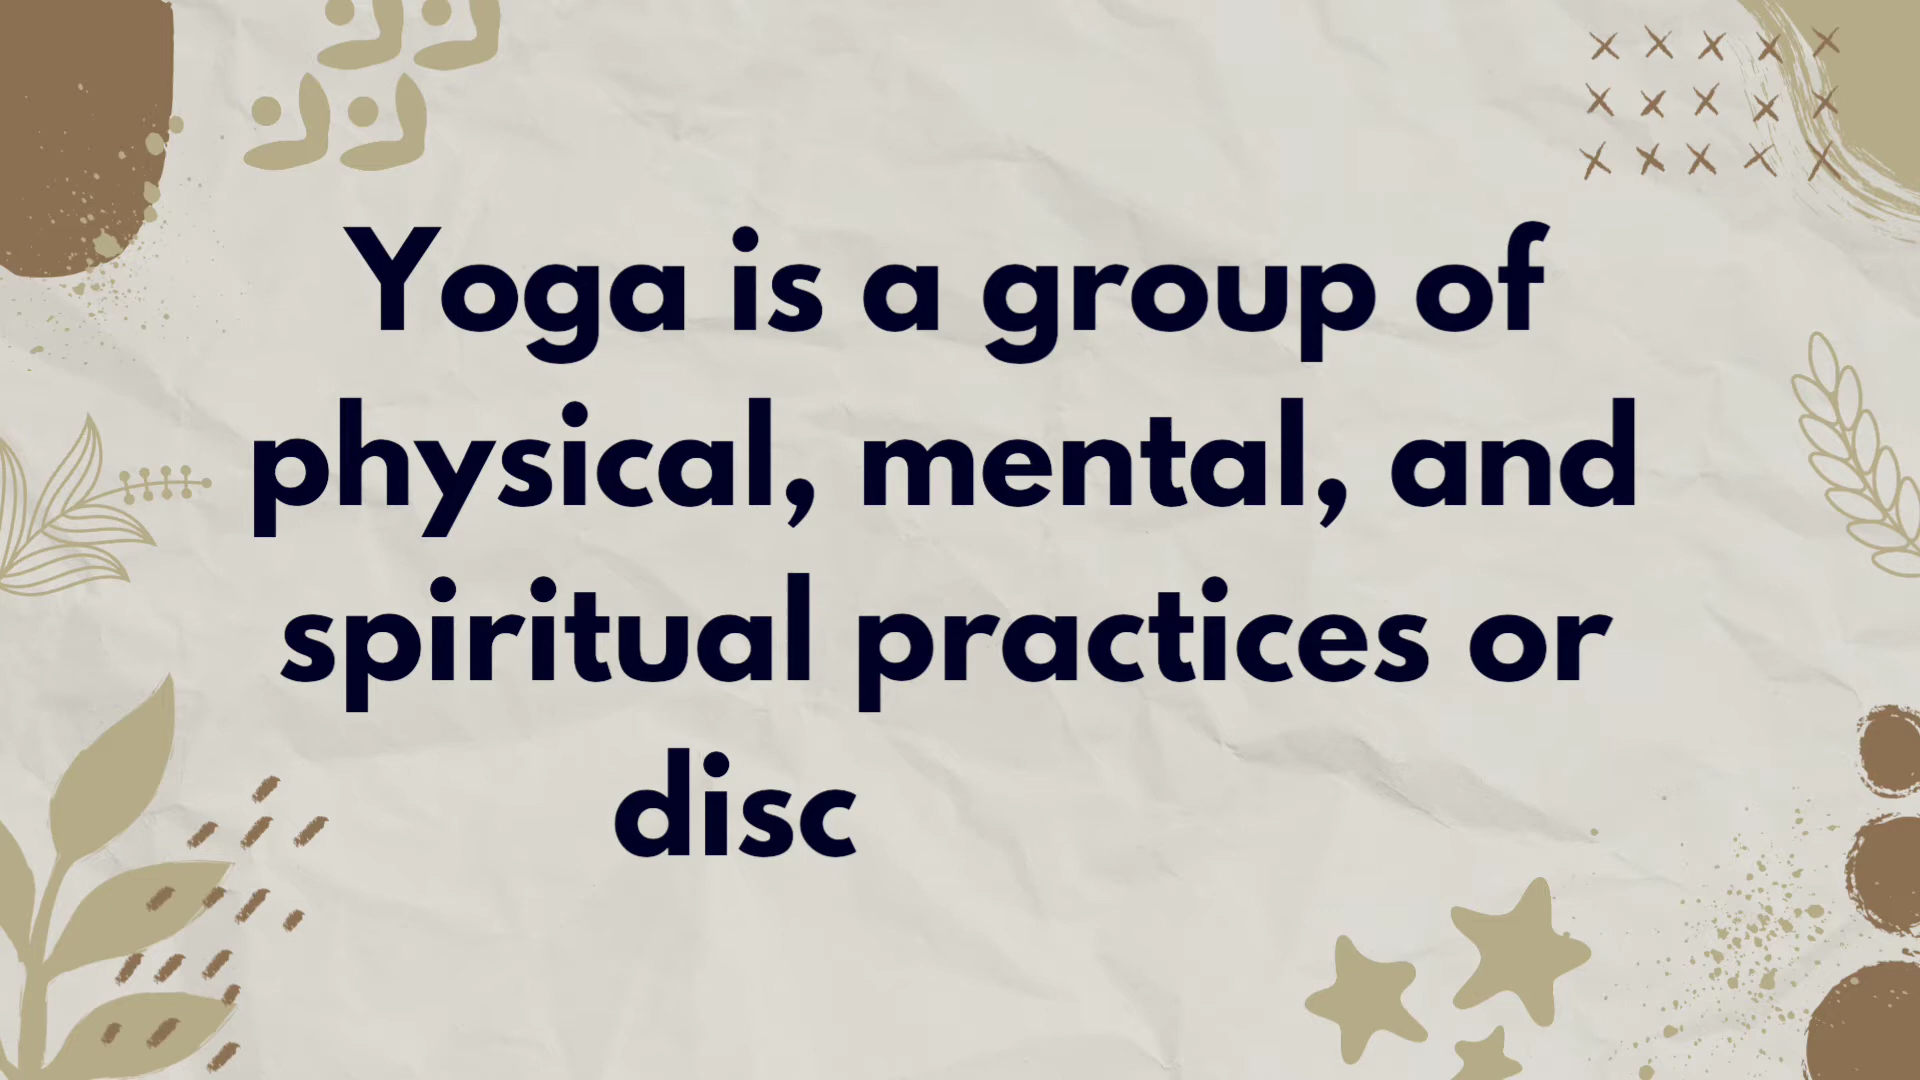 Yoga is a group of
physical, mental, and
spiritual practices or
disc